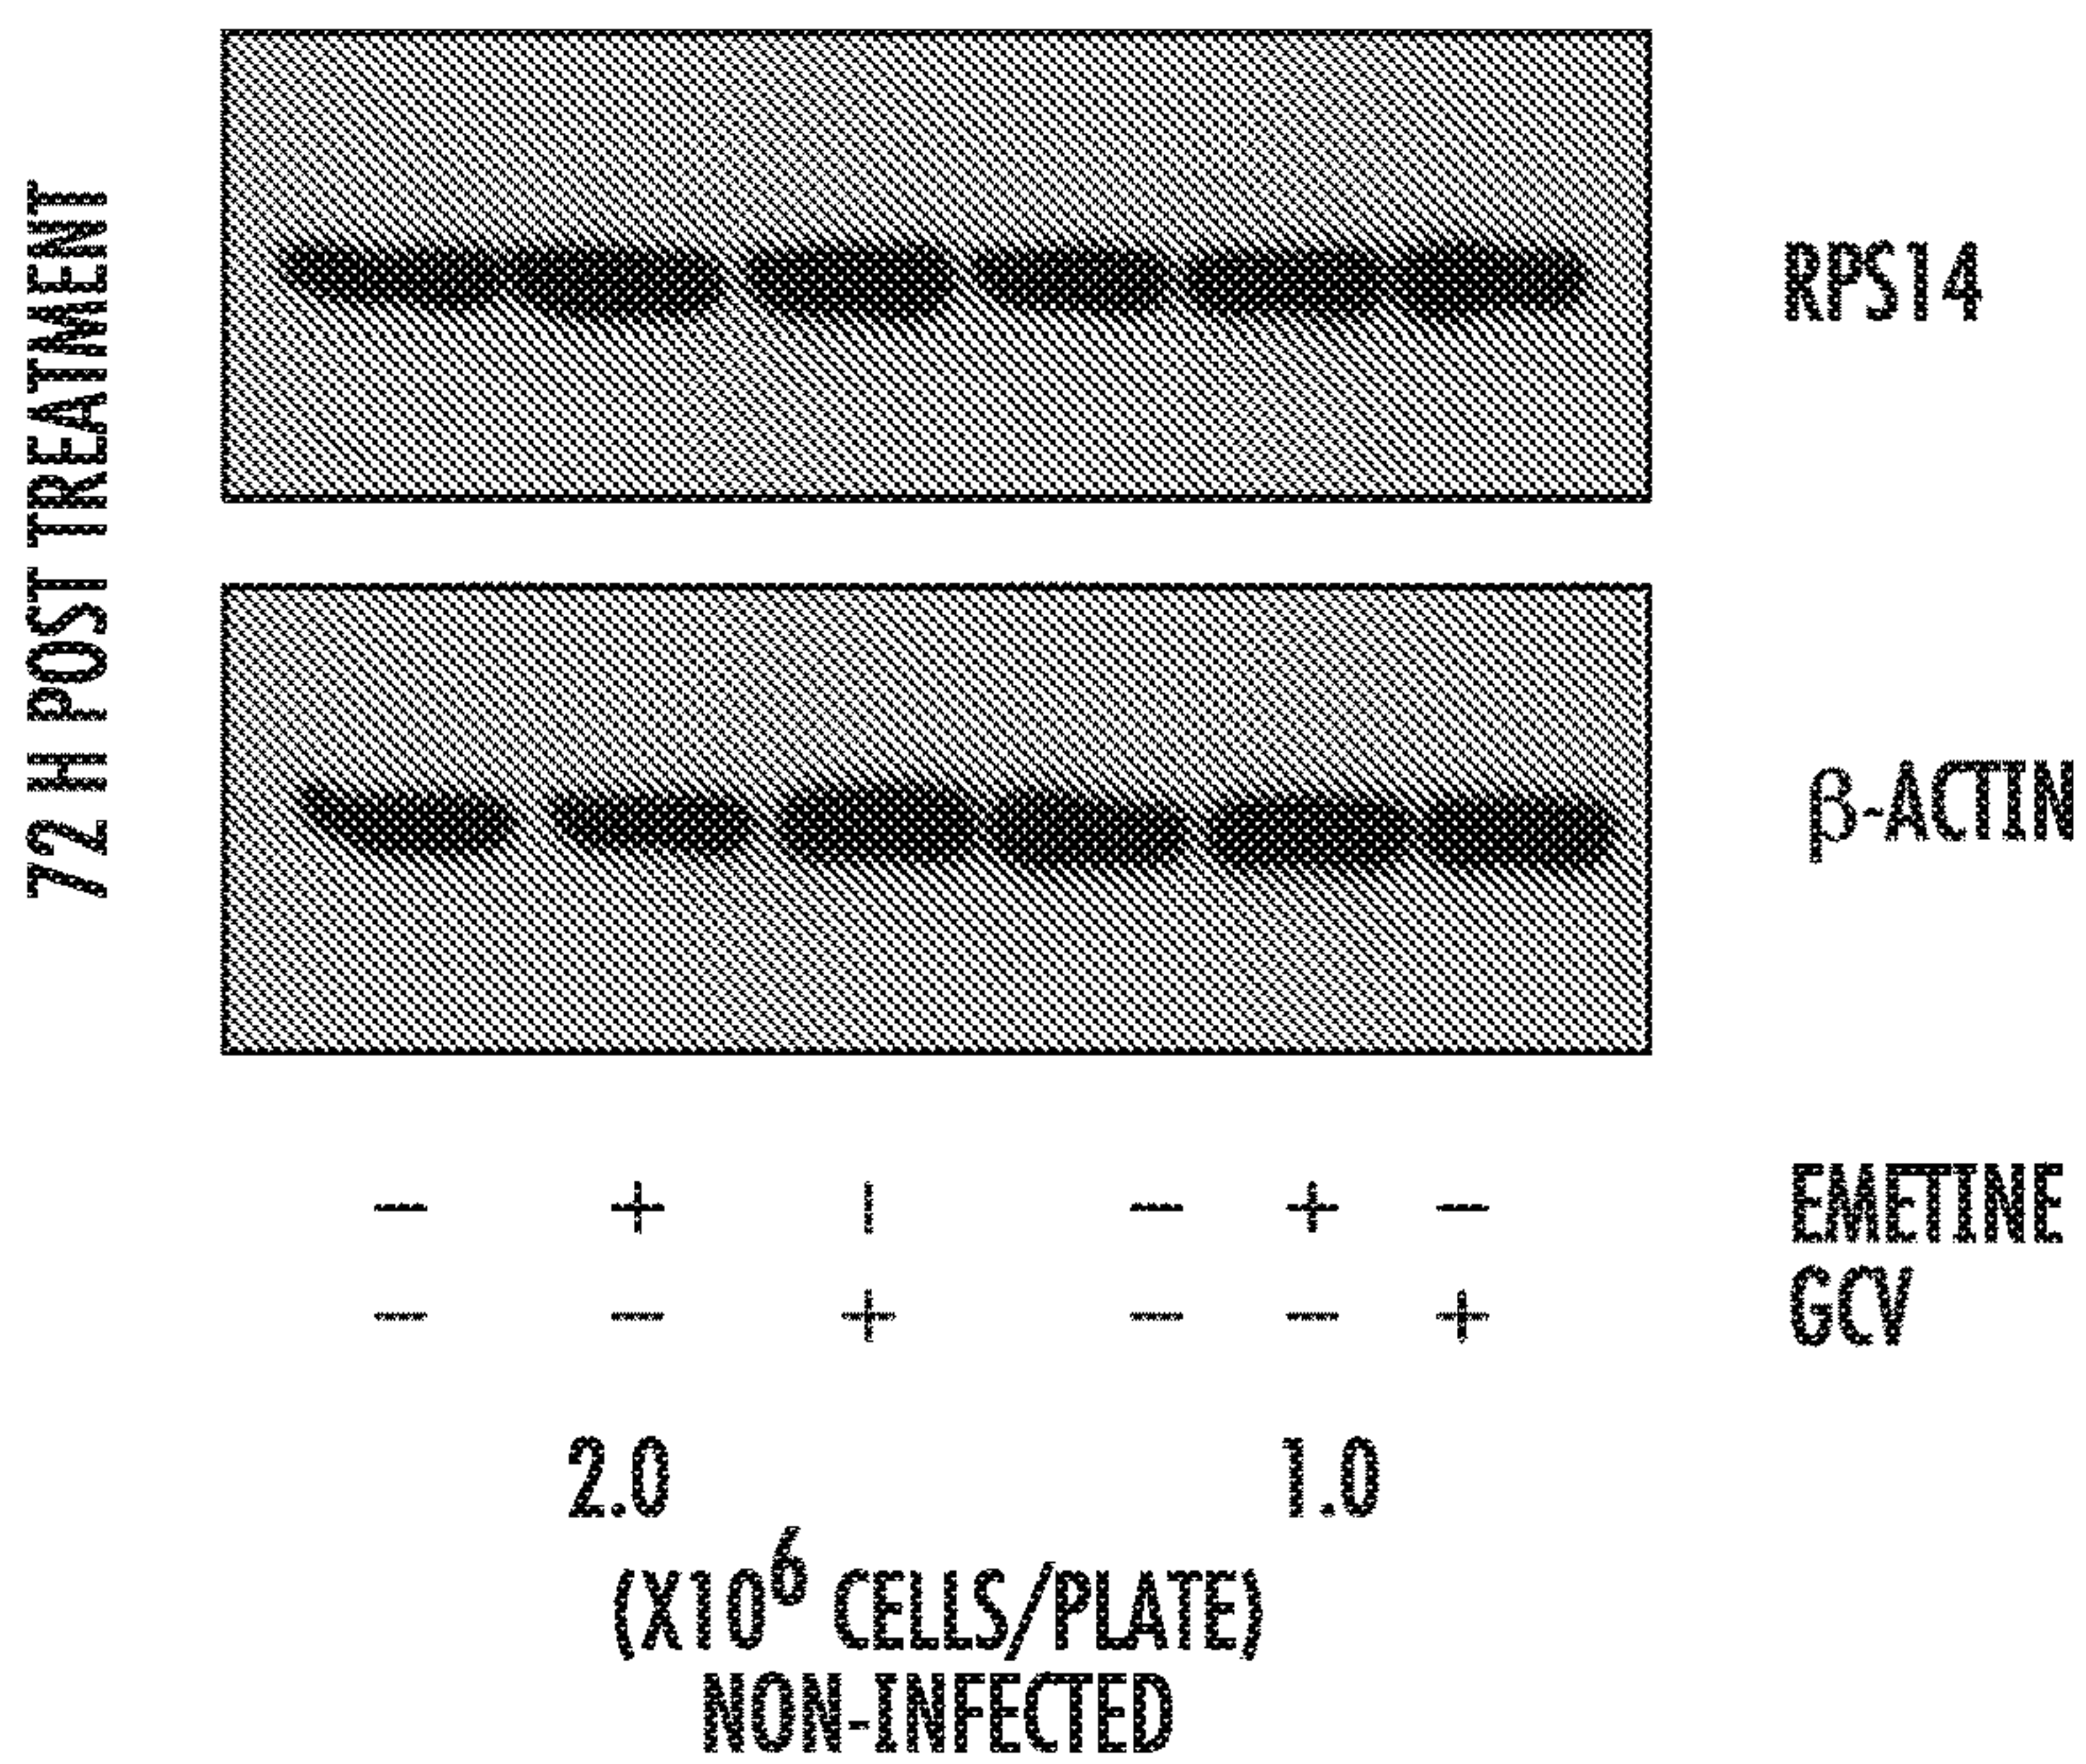 72 H POST TREATMENT
RPS14
β-ACTIN
− + | − + − EMETINE
− − + − − + GCV
2.0 1.0
(X10⁶ CELLS/PLATE)
NON-INFECTED